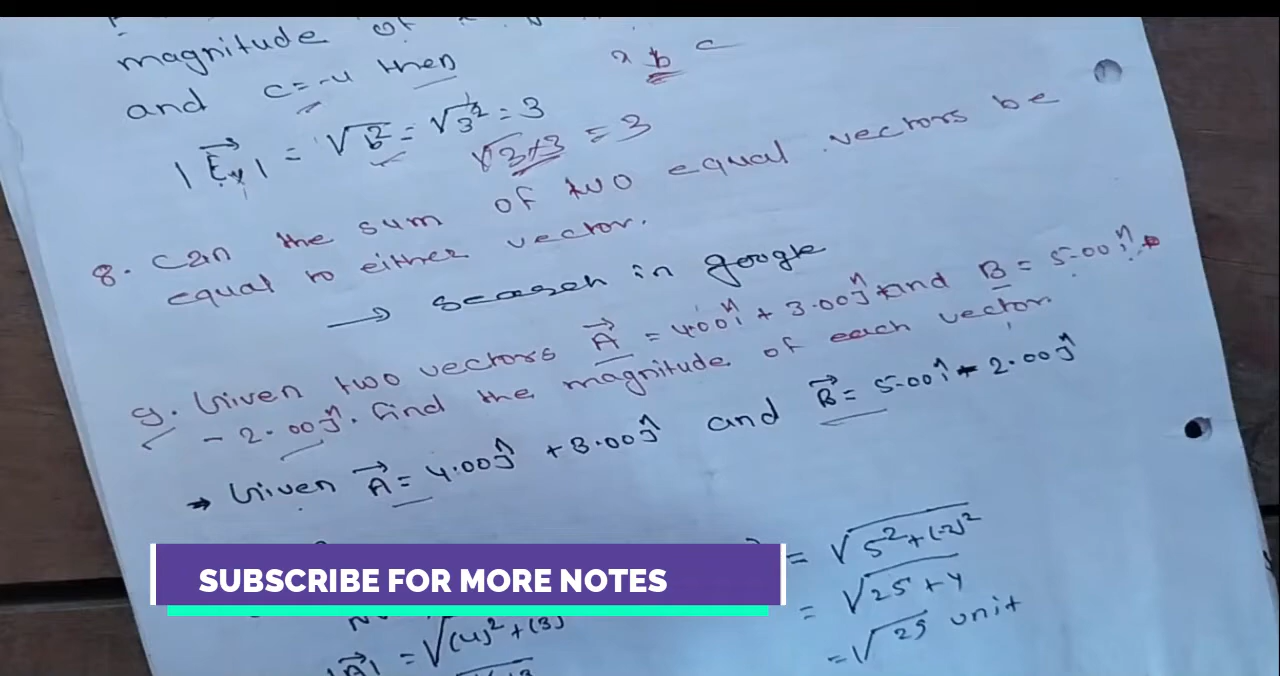 magnitude of
and c=-4 then
a b c
|E⃗y| = √b² = √3² = 3
√3+3 = 3
8. Can the sum of two equal vectors be
equal to either vector.
→ search in google
9. Given two vectors A⃗ = 4.00î + 3.00ĵ and B = 5.00î
- 2.00ĵ. Find the magnitude of each vector.
→ Given A⃗ = 4.00ĵ + 3.00ĵ and B⃗ = 5.00î - 2.00ĵ
= √5²+(-2)²
SUBSCRIBE FOR MORE NOTES
= √25+4
|A⃗| = √(4)²+(3)
= √29 unit